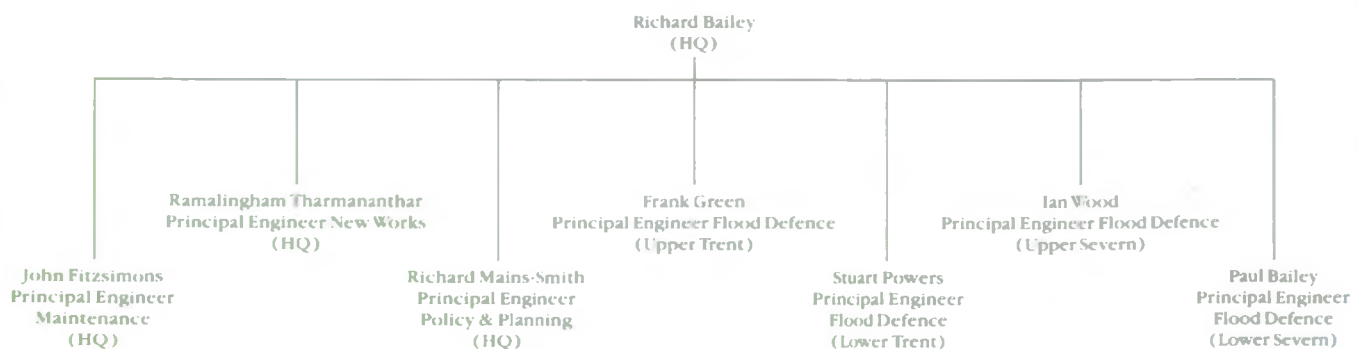 Richard Bailey
(HQ)
Ramalingham Tharmananthar
Principal Engineer New Works
(HQ)
Frank Green
Principal Engineer Flood Defence
(Upper Trent)
Ian Wood
Principal Engineer Flood Defence
(Upper Severn)
John Fitzsimons
Principal Engineer
Maintenance
(HQ)
Richard Mains-Smith
Principal Engineer
Policy & Planning
(HQ)
Stuart Powers
Principal Engineer
Flood Defence
(Lower Trent)
Paul Bailey
Principal Engineer
Flood Defence
(Lower Severn)